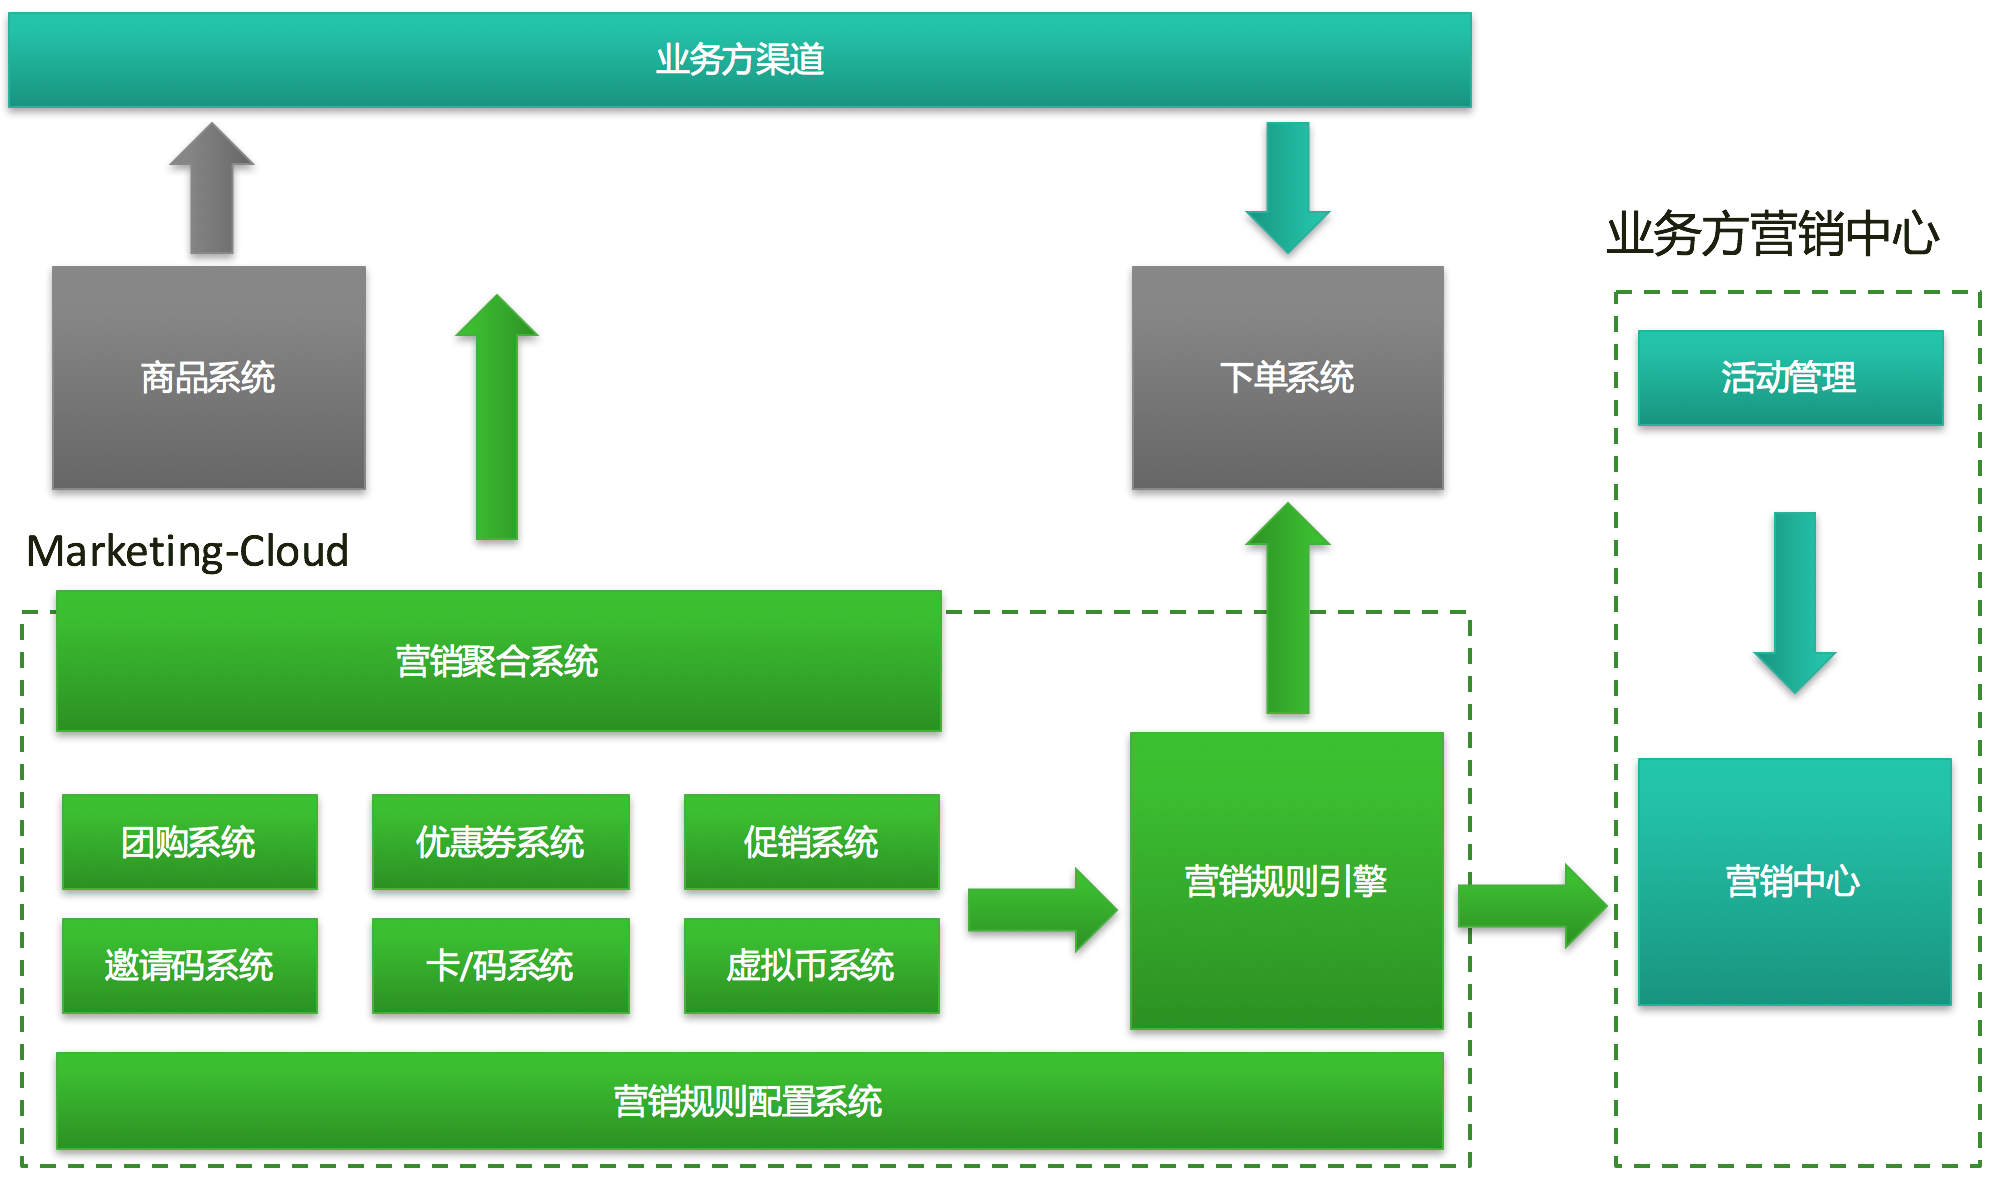 业务方渠道
业务方营销中心
商品系统
下单系统
活动管理
Marketing-Cloud
营销聚合系统
团购系统
优惠券系统
促销系统
营销规则引擎
营销中心
邀请码系统
卡/码系统
虚拟币系统
营销规则配置系统